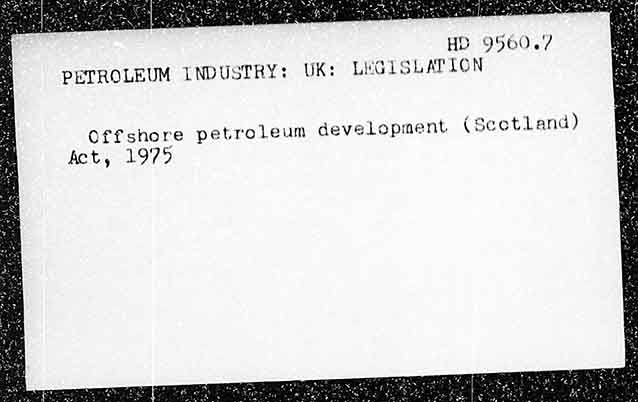 HD 9560.7
PETROLEUM INDUSTRY: UK: LEGISLATION
Offshore petroleum development (Scotland)
Act, 1975